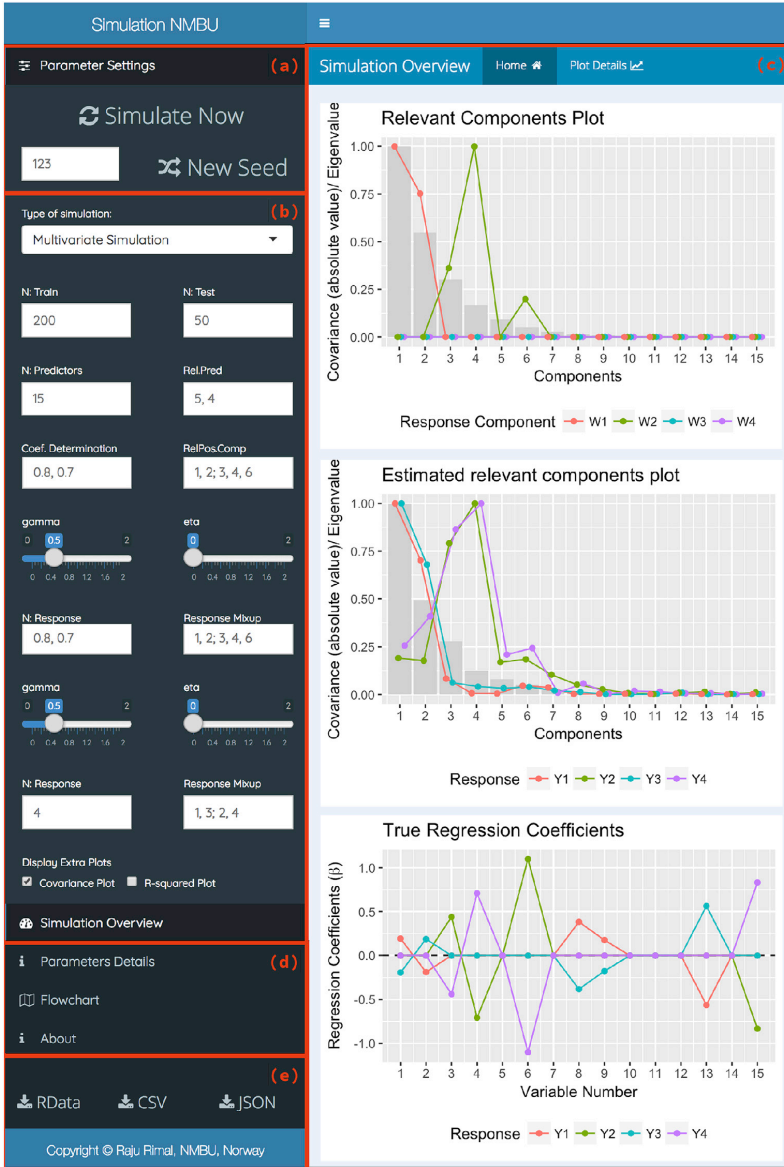 Simulation NMBU
Parameter Settings (a)
Simulate Now
123 New Seed
(b)
Type of simulation:
Multivariate Simulation
N: Train N: Test
200 50
N: Predictors Rel.Pred
15 5, 4
Coef. Determination RelPos.Comp
0.8, 0.7 1, 2; 3, 4, 6
gamma eta
0 0.5 2 0 2
0 0.4 0.8 1.2 1.6 2 0 0.4 0.8 1.2 1.6 2
N: Response Response Mixup
0.8, 0.7 1, 2; 3, 4, 6
gamma eta
0 0.5 2 0 2
0 0.4 0.8 1.2 1.6 2 0 0.4 0.8 1.2 1.6 2
N: Response Response Mixup
4 1, 3; 2, 4
Display Extra Plots
Covariance Plot R-squared Plot
Simulation Overview
Parameters Details (d)
Flowchart
About
(e)
RData CSV JSON
Copyright © Raju Rimal, NMBU, Norway
Simulation Overview Home Plot Details (c)
Relevant Components Plot
Covariance (absolute value)/ Eigenvalue
1.00
0.75
0.50
0.25
0.00
1 2 3 4 5 6 7 8 9 10 11 12 13 14 15
Components
Response Component W1 W2 W3 W4
Estimated relevant components plot
Covariance (absolute value)/ Eigenvalue
1.00
0.75
0.50
0.25
0.00
1 2 3 4 5 6 7 8 9 10 11 12 13 14 15
Components
Response Y1 Y2 Y3 Y4
True Regression Coefficients
Regression Coefficients (β)
1.0
0.5
0.0
-0.5
-1.0
1 2 3 4 5 6 7 8 9 10 11 12 13 14 15
Variable Number
Response Y1 Y2 Y3 Y4